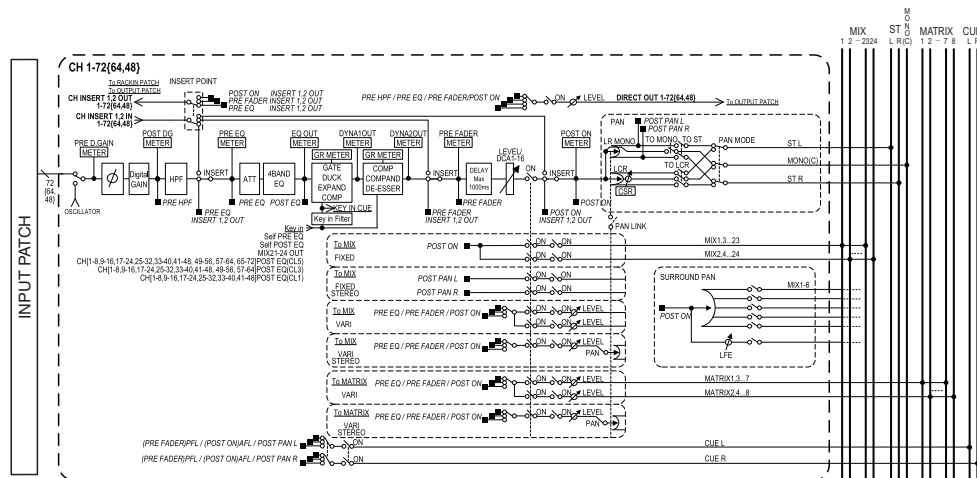 MONO
MIX
ST
MATRIX
CUE
1 2 ··· 2324
L R (C)
1 2 ··· 7 8
L R
INPUT PATCH
CH 1-72{64,48}
To RACKIN PATCH
To OUTPUT PATCH
INSERT POINT
CH INSERT 1,2 OUT
1-72{64,48}
CH INSERT 1,2 IN
1-72{64,48}
POST ON INSERT 1,2 OUT
PRE FADER INSERT 1,2 OUT
PRE EQ INSERT 1,2 OUT
PRE HPF / PRE EQ / PRE FADER/POST ON
ON
LEVEL
DIRECT OUT 1-72{64,48}
To OUTPUT PATCH
PRE D.GAIN
METER
POST DG
METER
PRE EQ
METER
EQ OUT
METER
DYNA1OUT
METER
DYNA2OUT
METER
PRE FADER
METER
POST ON
METER
PAN
POST PAN L
POST PAN R
LR MONO
TO MONO, TO ST
PAN MODE
LCR
TO LCR
CSR
ST L
MONO(C)
ST R
72
{64,
48}
OSCILLATOR
Ø
Digital
GAIN
HPF
INSERT
ATT
4BAND
EQ
GR METER
GATE
DUCK
EXPAND
COMP
GR METER
COMP
COMPAND
DE-ESSER
INSERT
DELAY
Max
1000ms
LEVEL/
DCA1-16
ON
INSERT
PRE HPF
PRE EQ
INSERT 1,2 OUT
PRE EQ
POST EQ
KEY IN CUE
Key in Filter
PRE FADER
INSERT 1,2 OUT
PRE FADER
POST ON
INSERT 1,2 OUT
POST ON
PAN LINK
Key in
Self PRE EQ
Self POST EQ
MIX21-24 OUT
CH[1-8,9-16,17-24,25-32,33-40,41-48, 49-56, 57-64, 65-72]POST EQ(CL5)
CH[1-8,9-16,17-24,25-32,33-40,41-48, 49-56, 57-64]POST EQ(CL3)
CH[1-8,9-16,17-24,25-32,33-40,41-48]POST EQ(CL1)
To MIX
FIXED
POST ON
ON ON
ON ON
MIX1,3...23
MIX2,4...24
To MIX
FIXED
STEREO
POST PAN L
POST PAN R
ON ON
ON ON
To MIX
VARI
PRE EQ / PRE FADER / POST ON
ON ON LEVEL
ON ON LEVEL
To MIX
VARI
STEREO
PRE EQ / PRE FADER / POST ON
ON ON LEVEL
PAN
SURROUND PAN
MIX1-6
POST ON
LFE
To MATRIX
VARI
PRE EQ / PRE FADER / POST ON
ON ON LEVEL
ON ON LEVEL
MATRIX1,3...7
MATRIX2,4...8
To MATRIX
VARI
STEREO
PRE EQ / PRE FADER / POST ON
ON ON LEVEL
PAN
(PRE FADER)PFL / (POST ON)AFL / POST PAN L
ON
CUE L
(PRE FADER)PFL / (POST ON)AFL / POST PAN R
ON
CUE R